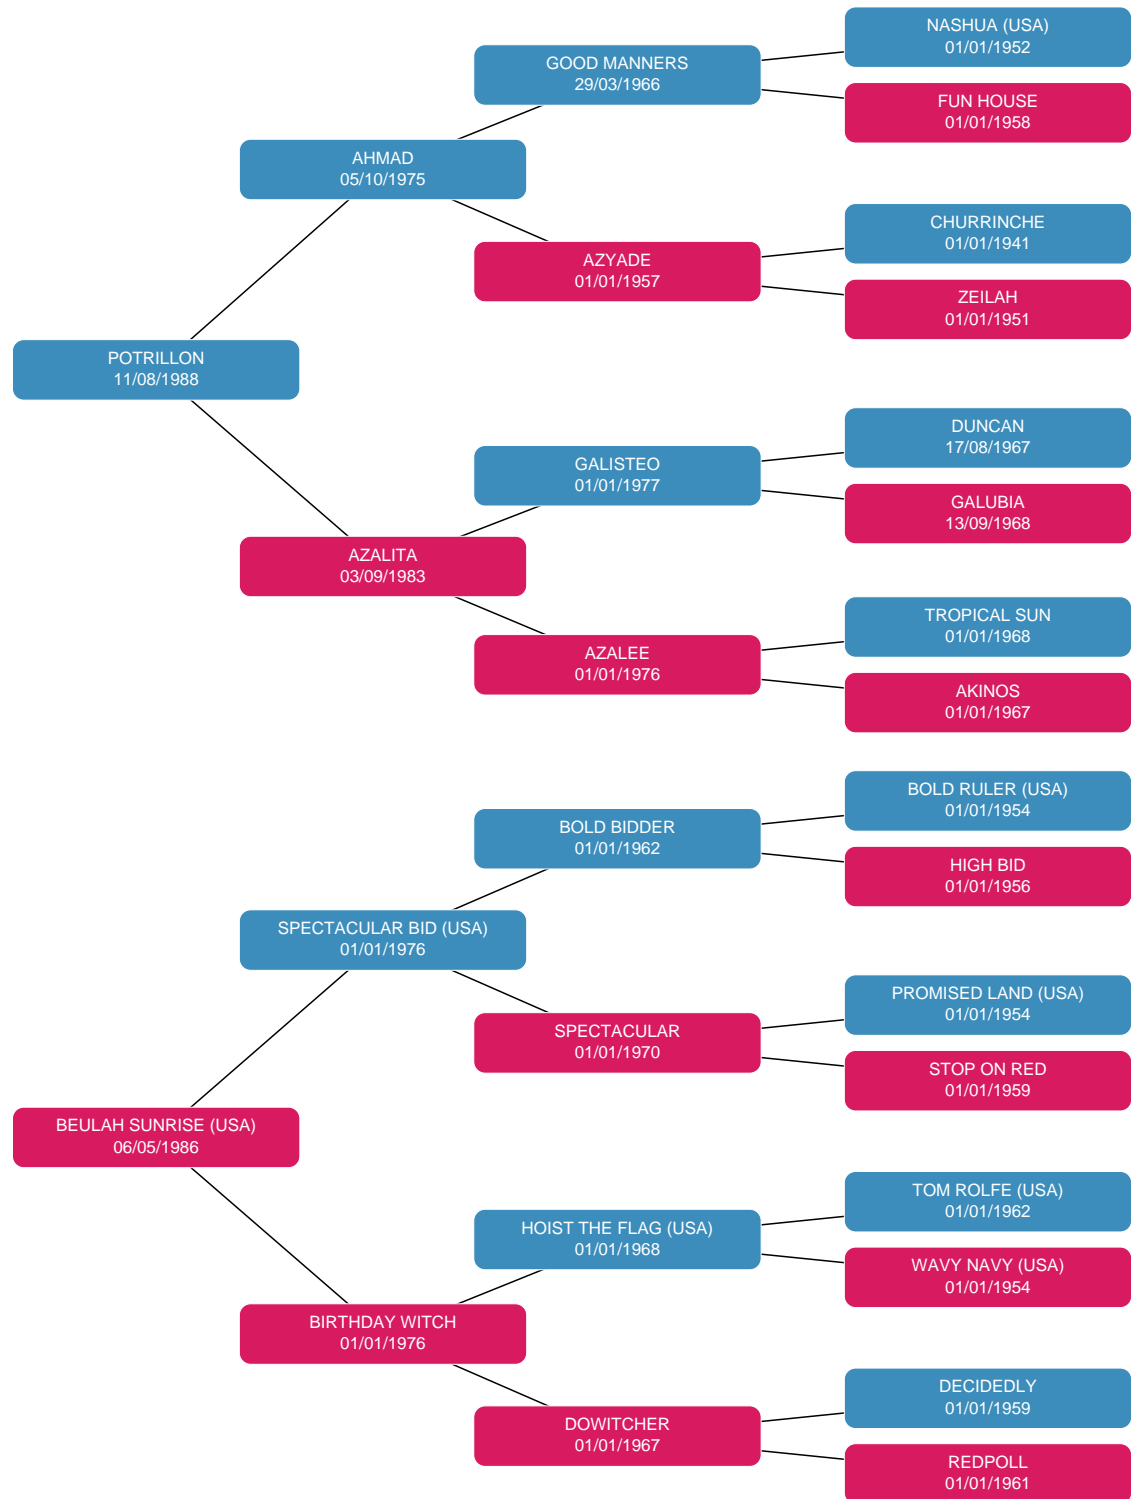 NASHUA (USA)
01/01/1952
GOOD MANNERS
29/03/1966
FUN HOUSE
01/01/1958
AHMAD
05/10/1975
CHURRINCHE
01/01/1941
AZYADE
01/01/1957
ZEILAH
01/01/1951
POTRILLON
11/08/1988
DUNCAN
17/08/1967
GALISTEO
01/01/1977
GALUBIA
13/09/1968
AZALITA
03/09/1983
TROPICAL SUN
01/01/1968
AZALEE
01/01/1976
AKINOS
01/01/1967
BOLD RULER (USA)
01/01/1954
BOLD BIDDER
01/01/1962
HIGH BID
01/01/1956
SPECTACULAR BID (USA)
01/01/1976
PROMISED LAND (USA)
01/01/1954
SPECTACULAR
01/01/1970
STOP ON RED
01/01/1959
BEULAH SUNRISE (USA)
06/05/1986
TOM ROLFE (USA)
01/01/1962
HOIST THE FLAG (USA)
01/01/1968
WAVY NAVY (USA)
01/01/1954
BIRTHDAY WITCH
01/01/1976
DECIDEDLY
01/01/1959
DOWITCHER
01/01/1967
REDPOLL
01/01/1961